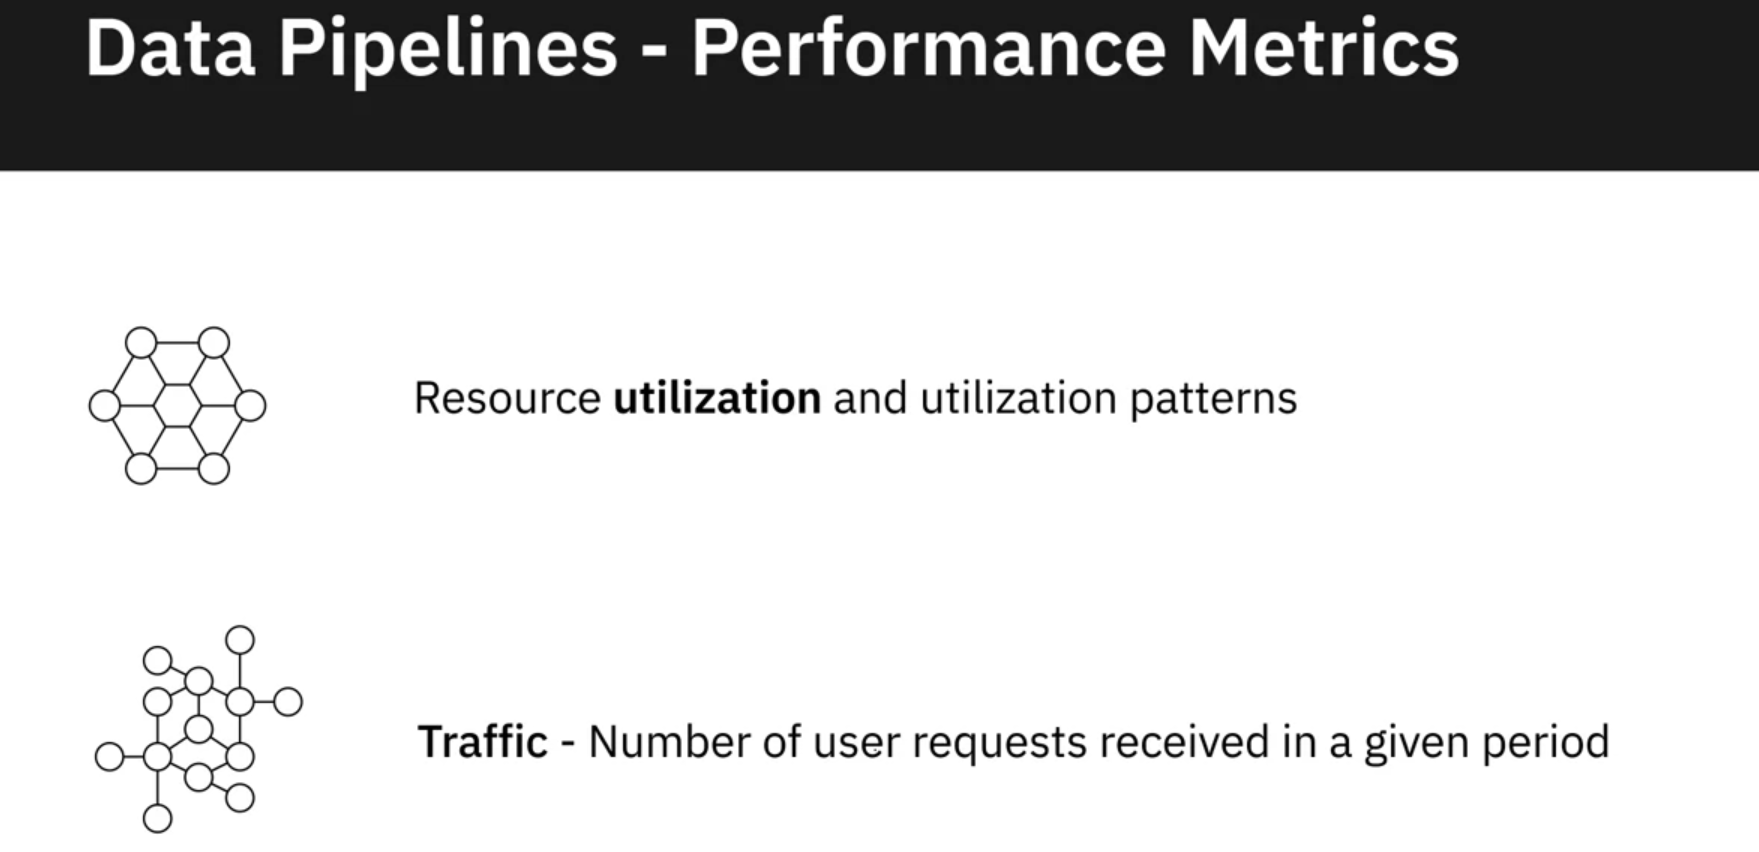 Data Pipelines - Performance Metrics
Resource utilization and utilization patterns
Traffic - Number of user requests received in a given period